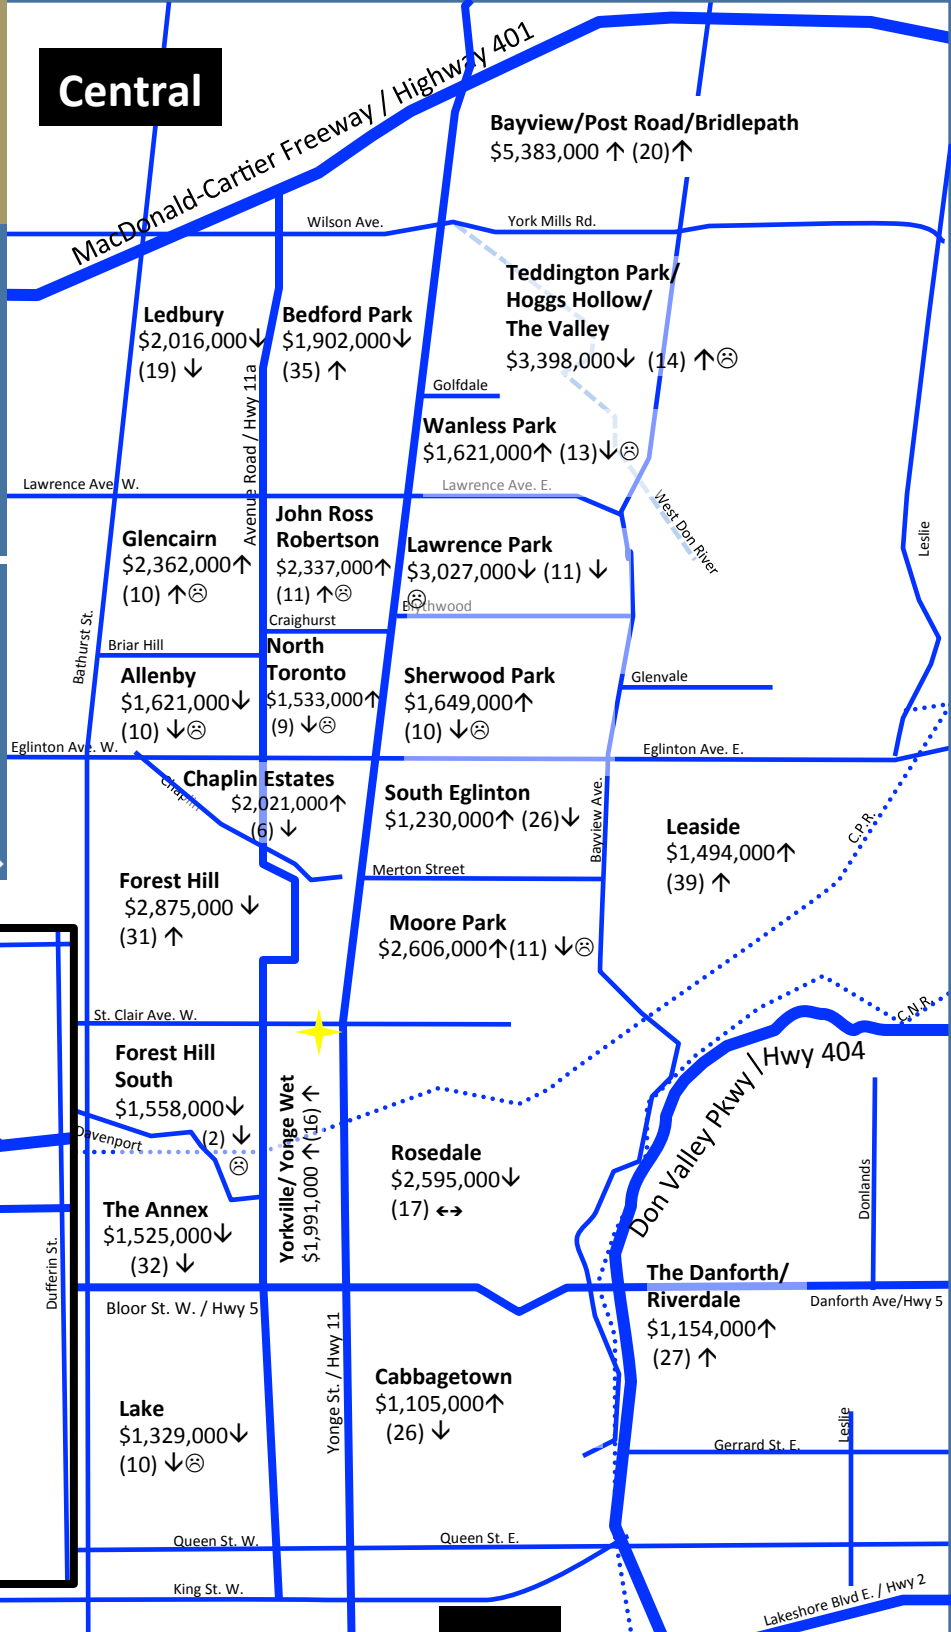 Central
MacDonald-Cartier Freeway / Highway 401
Bayview/Post Road/Bridlepath
$5,383,000 ↑ (20)↑
Wilson Ave.
York Mills Rd.
Teddington Park/
Hoggs Hollow/
The Valley
$3,398,000↓ (14) ↑☹
Ledbury
$2,016,000↓
(19) ↓
Bedford Park
$1,902,000↓
(35) ↑
Avenue Road / Hwy 11a
Golfdale
Wanless Park
$1,621,000↑ (13)↓☹
Lawrence Ave. W.
Lawrence Ave. E.
West Don River
Leslie
Glencairn
$2,362,000↑
(10) ↑☹
John Ross
Robertson
$2,337,000↑
(11) ↑☹
Lawrence Park
$3,027,000↓ (11) ↓
☹
Blythwood
Craighurst
Bathurst St.
Briar Hill
Allenby
$1,621,000↓
(10) ↓☹
North
Toronto
$1,533,000↑
(9) ↓☹
Sherwood Park
$1,649,000↑
(10) ↓☹
Glenvale
Eglinton Ave. W.
Eglinton Ave. E.
Chaplin
Chaplin Estates
$2,021,000↑
(6) ↓
South Eglinton
$1,230,000↑ (26)↓
Bayview Ave.
Leaside
$1,494,000↑
(39) ↑
C.P.R.
Merton Street
Forest Hill
$2,875,000 ↓
(31) ↑
Moore Park
$2,606,000↑(11) ↓☹
St. Clair Ave. W.
C.N.R.
Don Valley Pkwy / Hwy 404
Forest Hill
South
$1,558,000↓
(2) ↓
☹
Davenport
Yorkville/ Yonge Wet
$1,991,000 ↑(16) ↑
Rosedale
$2,595,000↓
(17) ↔
Donlands
The Annex
$1,525,000↓
(32) ↓
Dufferin St.
Bloor St. W. / Hwy 5
The Danforth/
Riverdale
$1,154,000↑
(27) ↑
Danforth Ave/Hwy 5
Yonge St. / Hwy 11
Cabbagetown
$1,105,000↑
(26) ↓
Lake
$1,329,000↓
(10) ↓☹
Leslie
Gerrard St. E.
Queen St. W.
Queen St. E.
King St. W.
Lakeshore Blvd E. / Hwy 2